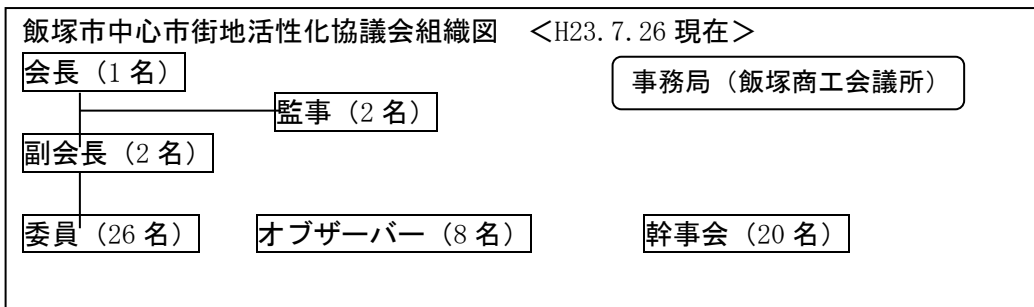 飯塚市中心市街地活性化協議会組織図　＜H23.7.26 現在＞
会長（1 名）
事務局（飯塚商工会議所）
監事（2 名）
副会長（2 名）
委員（26 名）　オブザーバー（8 名）　幹事会（20 名）